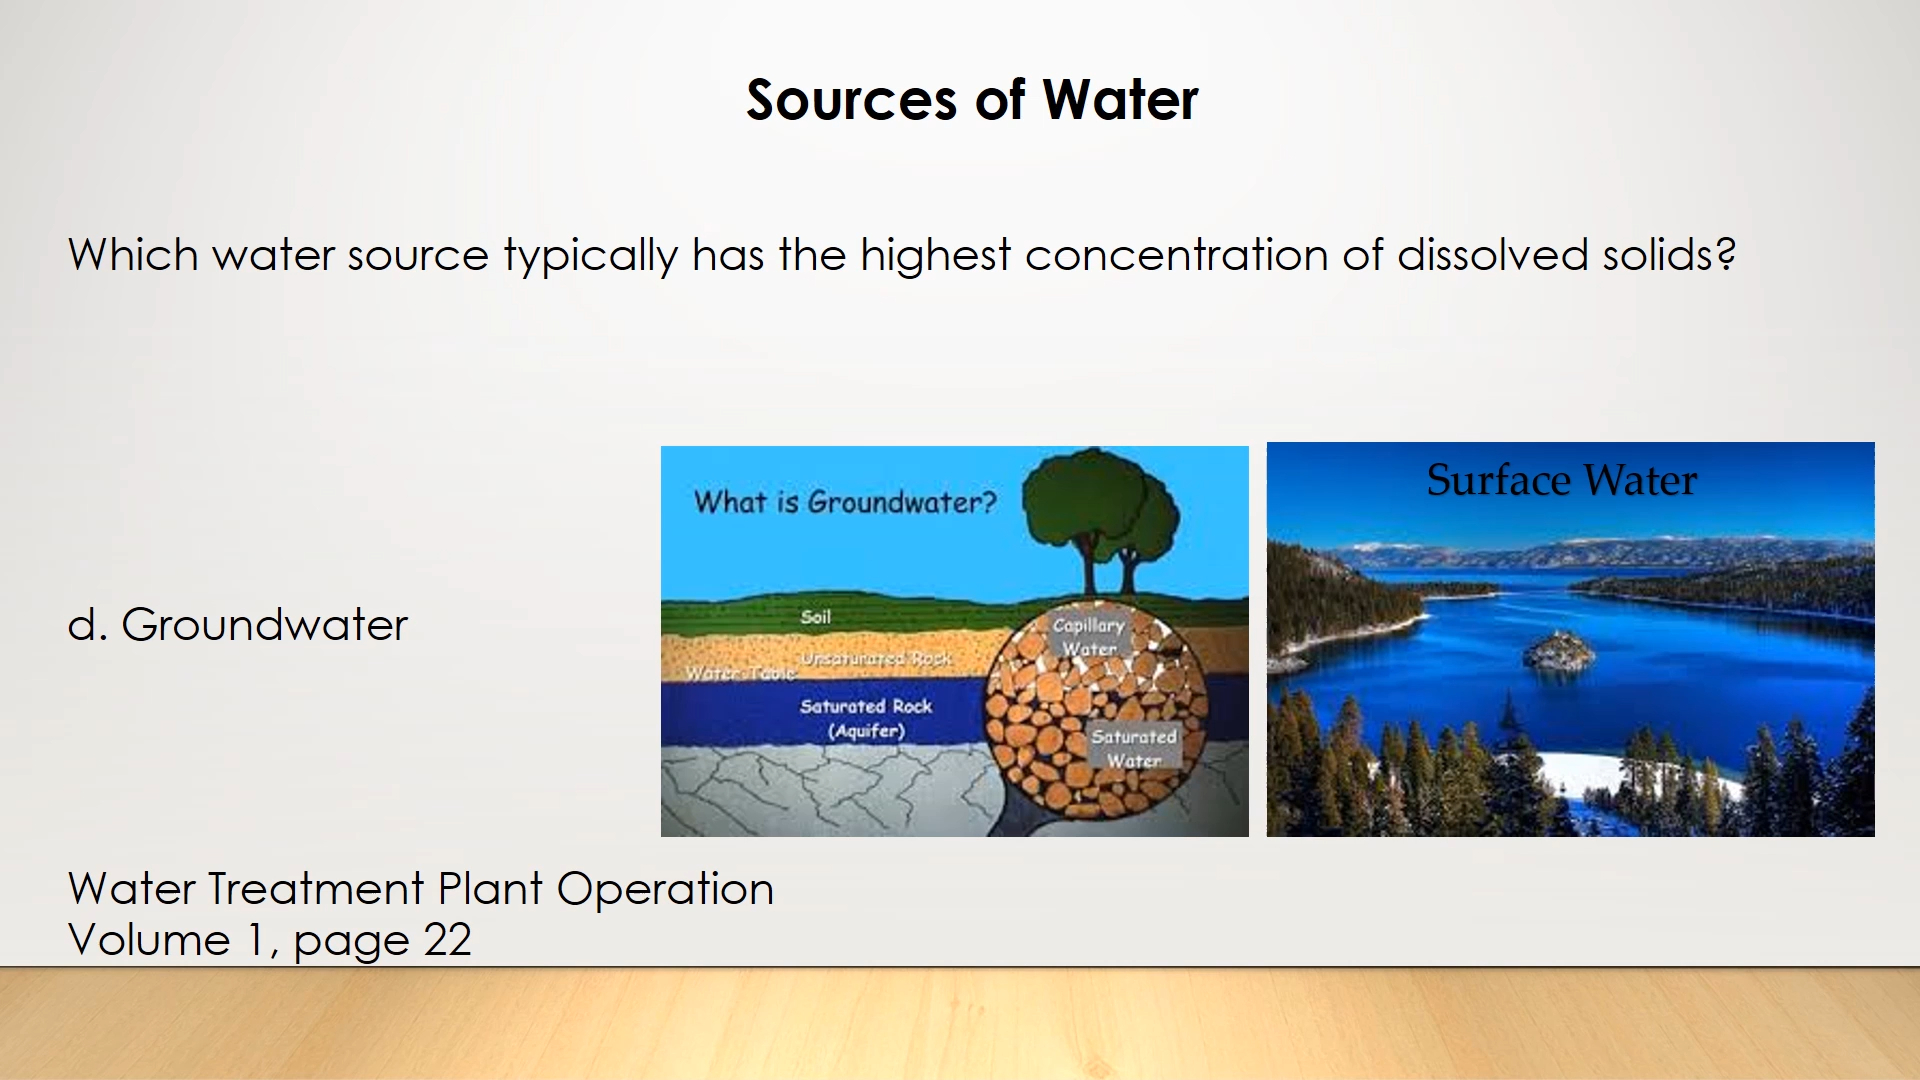 Sources of Water
Which water source typically has the highest concentration of dissolved solids?
d. Groundwater
What is Groundwater?
Soil
Unsaturated Rock
Water Table
Saturated Rock
(Aquifer)
Capillary
Water
Saturated
Water
Surface Water
Water Treatment Plant Operation
Volume 1, page 22